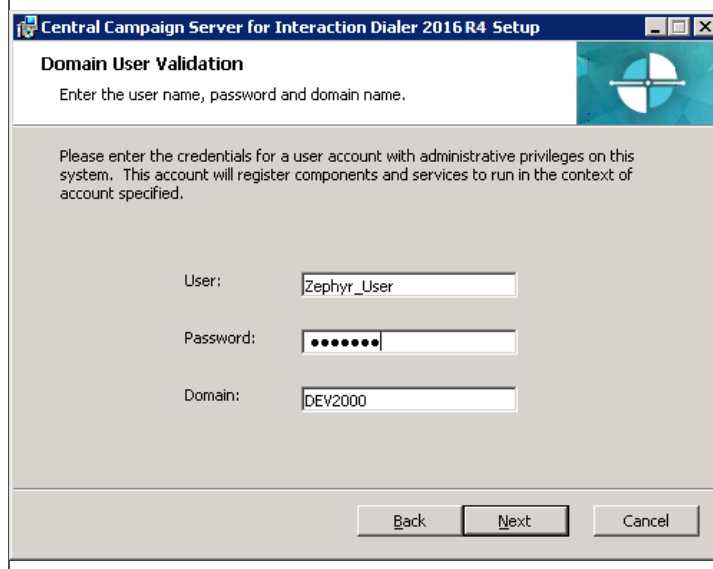 Central Campaign Server for Interaction Dialer 2016 R4 Setup
Domain User Validation
Enter the user name, password and domain name.
Please enter the credentials for a user account with administrative privileges on this
system. This account will register components and services to run in the context of
account specified.
User: Zephyr_User
Password: ●●●●●●●
Domain: DEV2000
Back Next Cancel